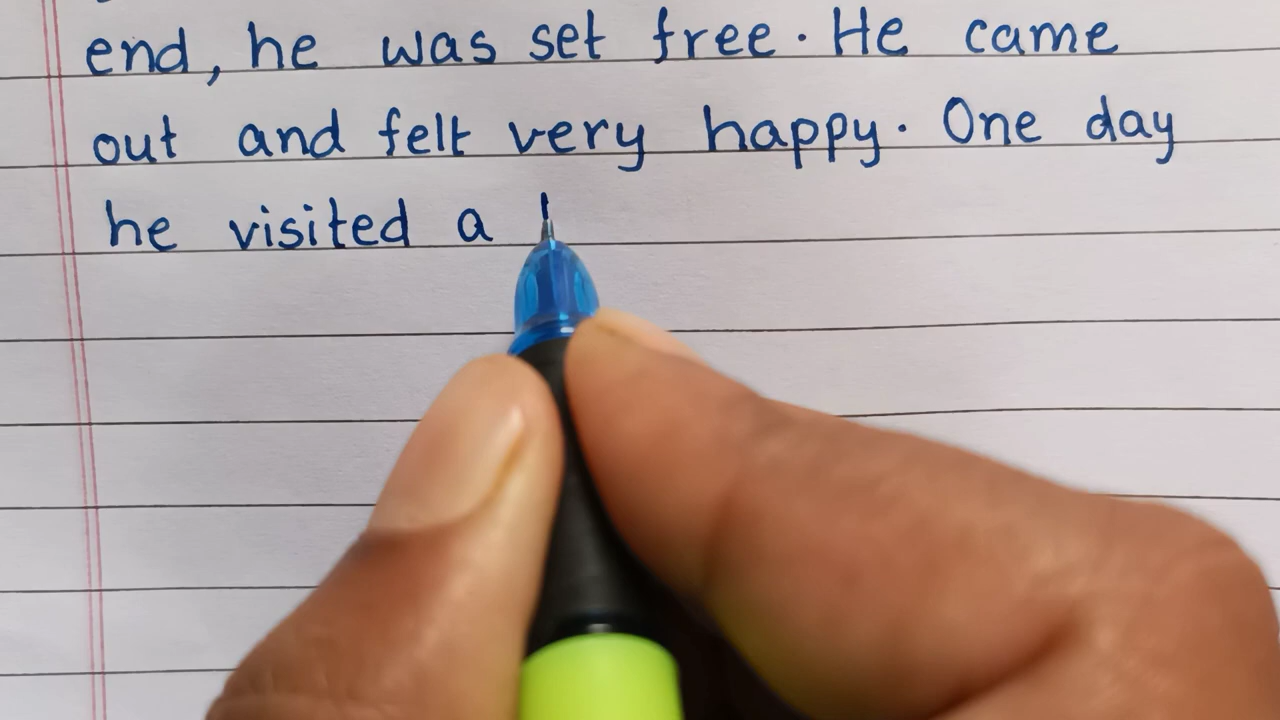 end, he was set free. He came
out and felt very happy. One day
he visited a